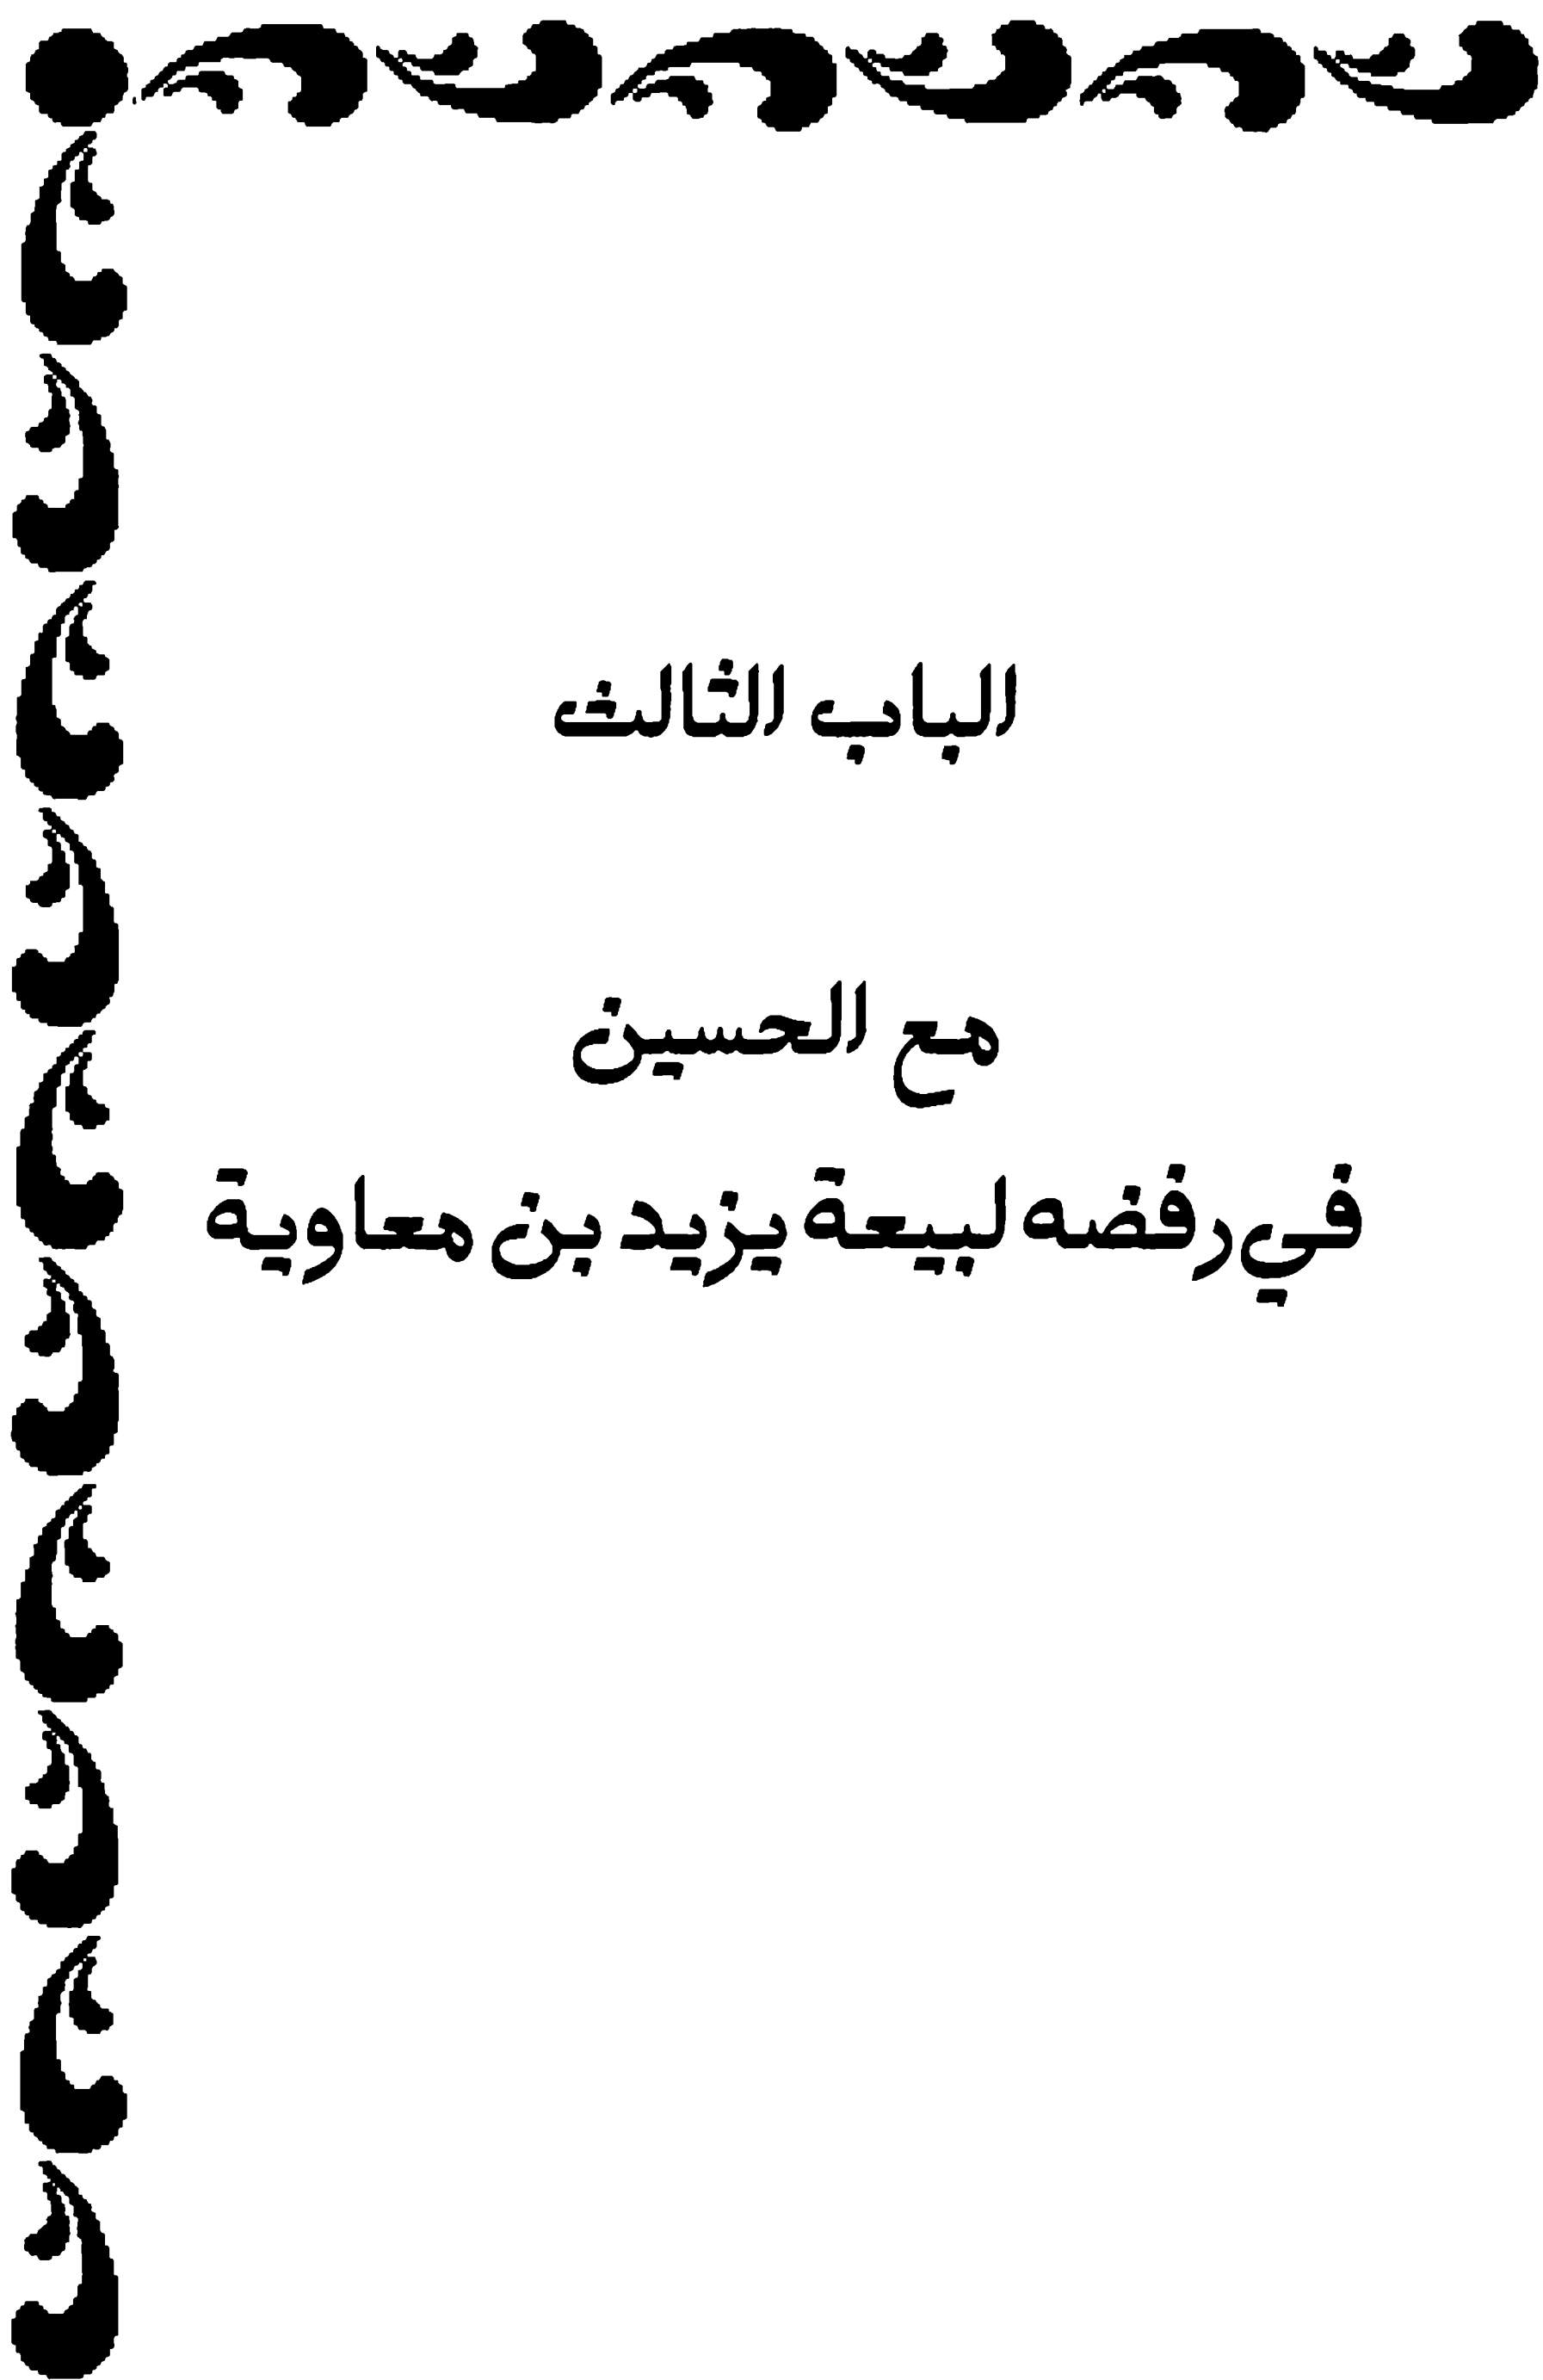 الباب الثالث
مع الحسين
في رفضه لبيعة يزيد بن معاوية